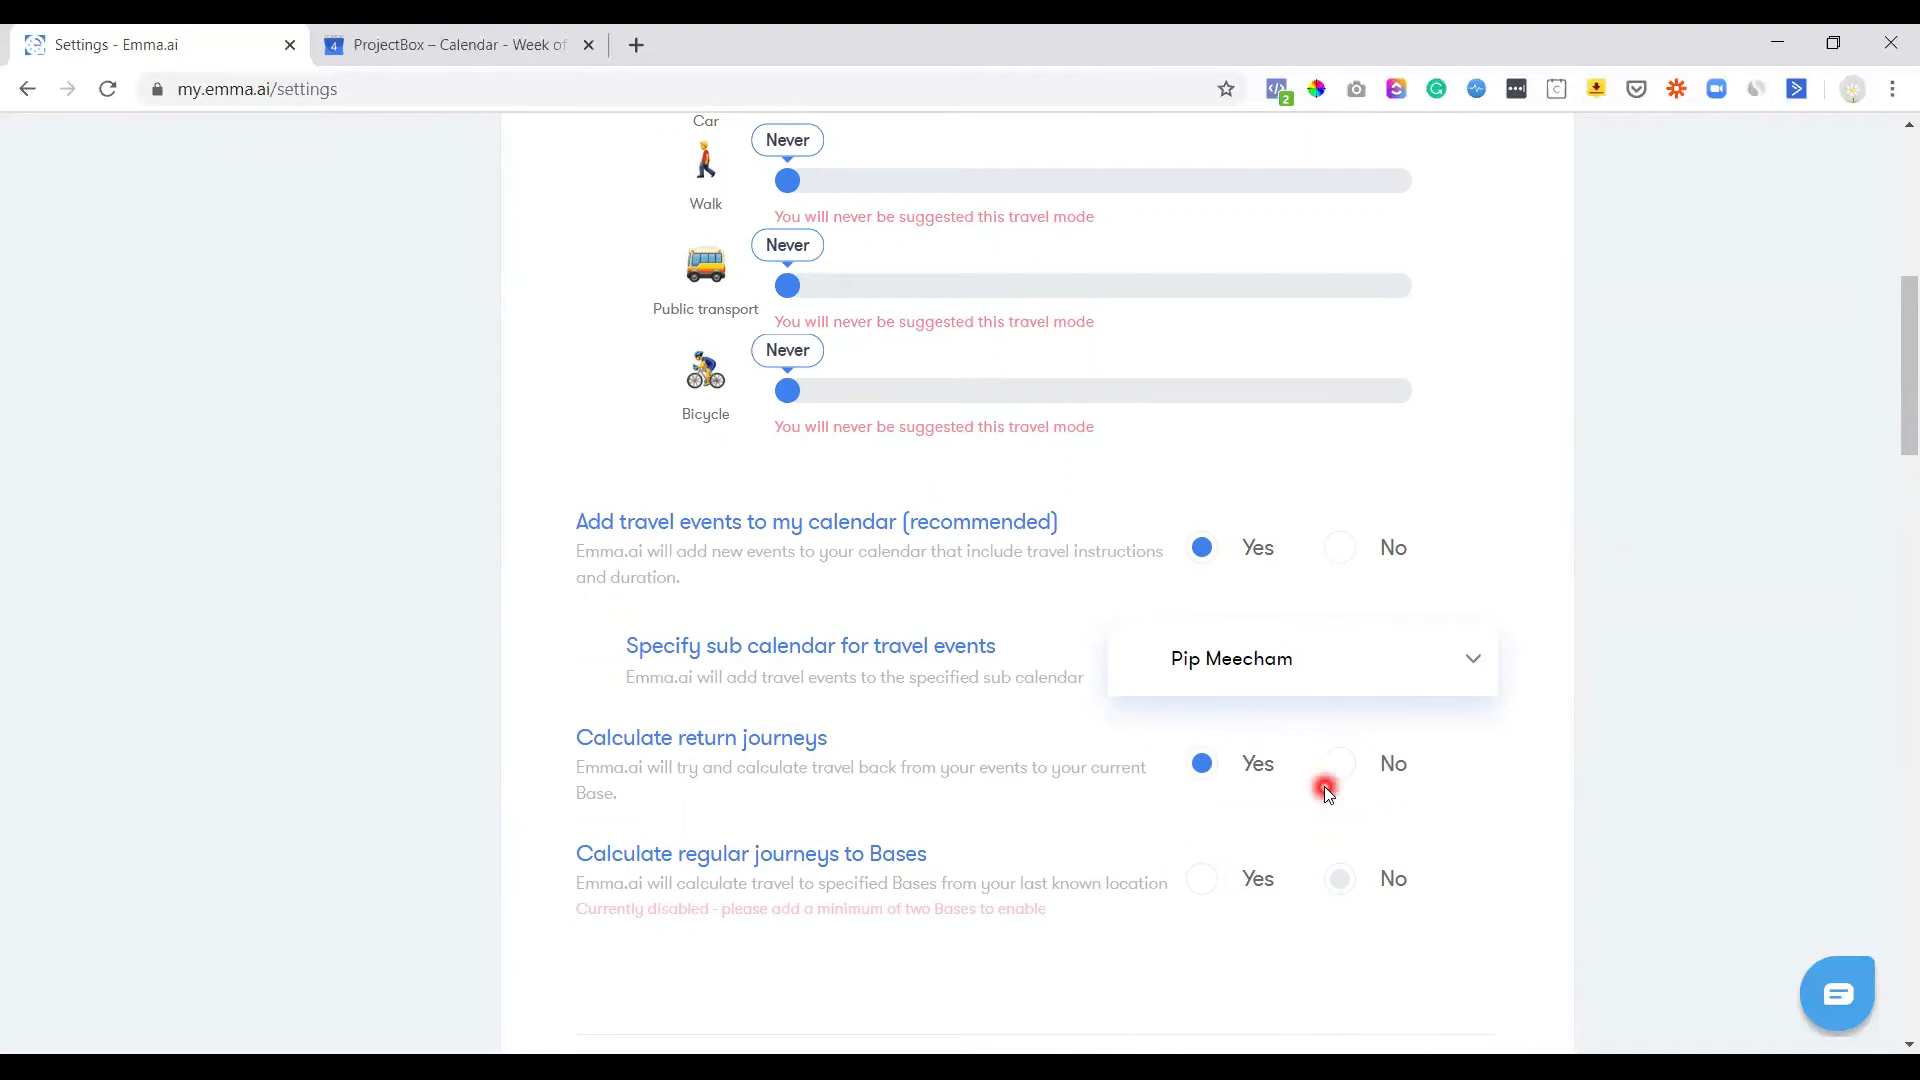 Settings - Emma.ai
4
ProjectBox – Calendar - Week of
my.emma.ai/settings
2
C
Car
Never
Walk
You will never be suggested this travel mode
Never
Public transport
You will never be suggested this travel mode
Never
Bicycle
You will never be suggested this travel mode
Add travel events to my calendar (recommended)
Emma.ai will add new events to your calendar that include travel instructions
and duration.
Yes
No
Specify sub calendar for travel events
Emma.ai will add travel events to the specified sub calendar
Pip Meecham
Calculate return journeys
Emma.ai will try and calculate travel back from your events to your current
Base.
Yes
No
Calculate regular journeys to Bases
Emma.ai will calculate travel to specified Bases from your last known location
Currently disabled - please add a minimum of two Bases to enable
Yes
No